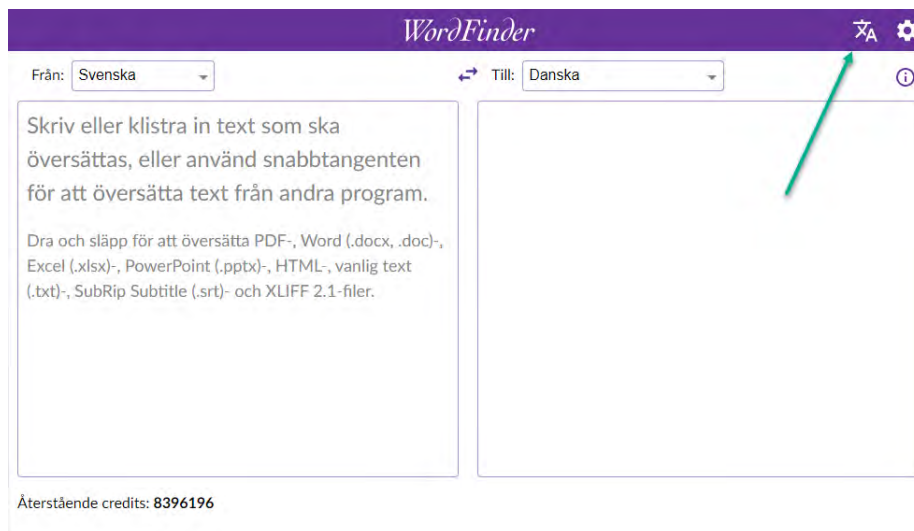 WordFinder
Från: Svenska Till: Danska
Skriv eller klistra in text som ska
översättas, eller använd snabbtangenten
för att översätta text från andra program.
Dra och släpp för att översätta PDF-, Word (.docx, .doc)-,
Excel (.xlsx)-, PowerPoint (.pptx)-, HTML-, vanlig text
(.txt)-, SubRip Subtitle (.srt)- och XLIFF 2.1-filer.
Återstående credits: 8396196